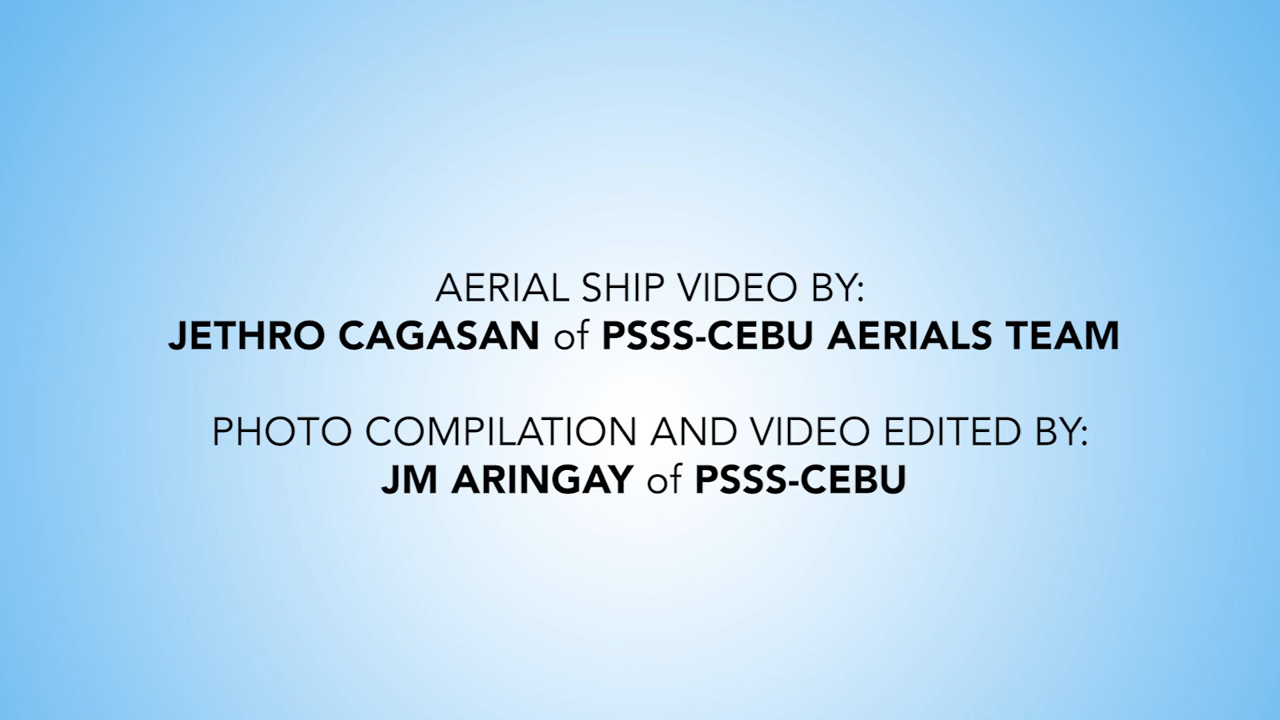 AERIAL SHIP VIDEO BY:
JETHRO CAGASAN of PSSS-CEBU AERIALS TEAM
PHOTO COMPILATION AND VIDEO EDITED BY:
JM ARINGAY of PSSS-CEBU